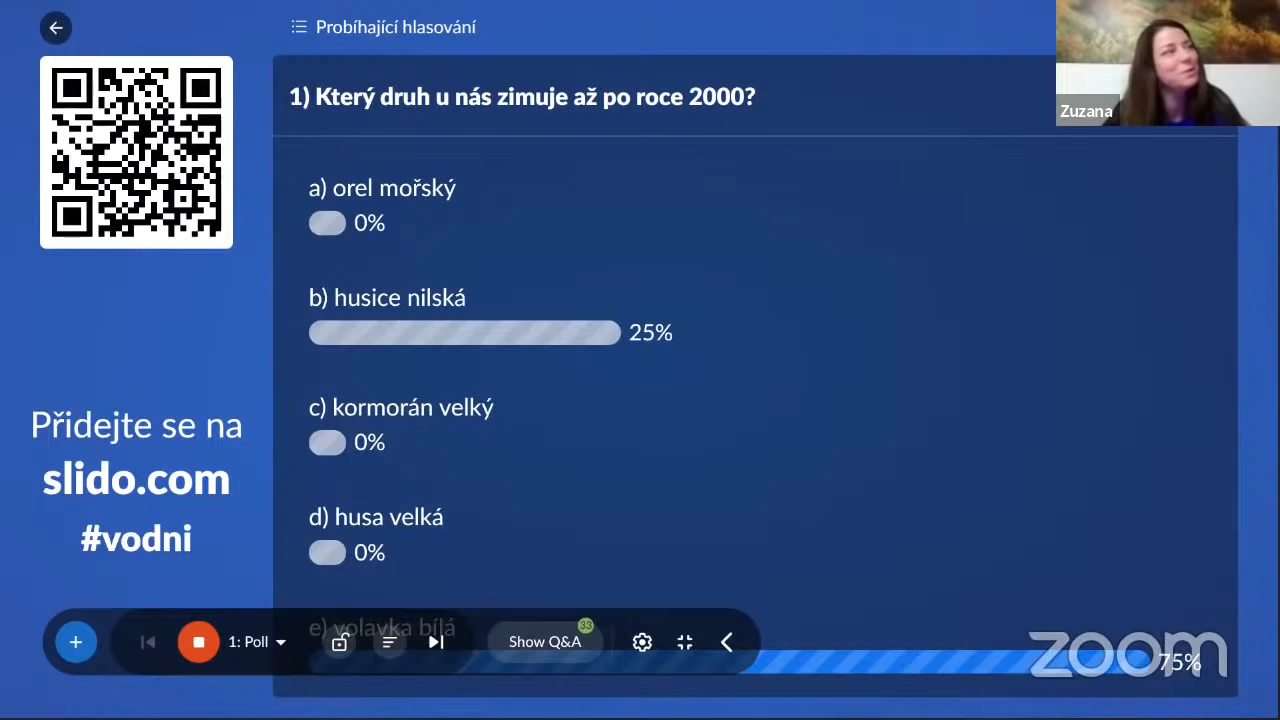 Probíhající hlasování
1) Který druh u nás zimuje až po roce 2000?
Zuzana
a) orel mořský
0%
b) husice nilská
25%
c) kormorán velký
0%
d) husa velká
0%
e) volavka bílá
75%
Přidejte se na
slido.com
#vodni
1: Poll
Show Q&A
33
zoom